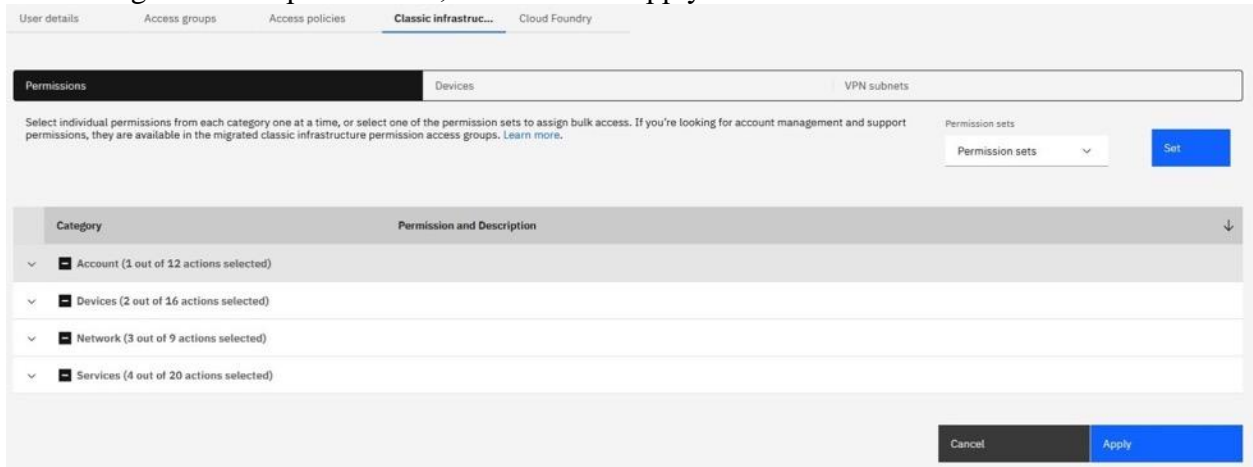 User details Access groups Access policies Classic infrastruc... Cloud Foundry
Permissions Devices VPN subnets
Select individual permissions from each category one at a time, or select one of the permission sets to assign bulk access. If you're looking for account management and support
permissions, they are available in the migrated classic infrastructure permission access groups. Learn more.
Permission sets
Permission sets
Set
Category Permission and Description
Account (1 out of 12 actions selected)
Devices (2 out of 16 actions selected)
Network (3 out of 9 actions selected)
Services (4 out of 20 actions selected)
Cancel Apply